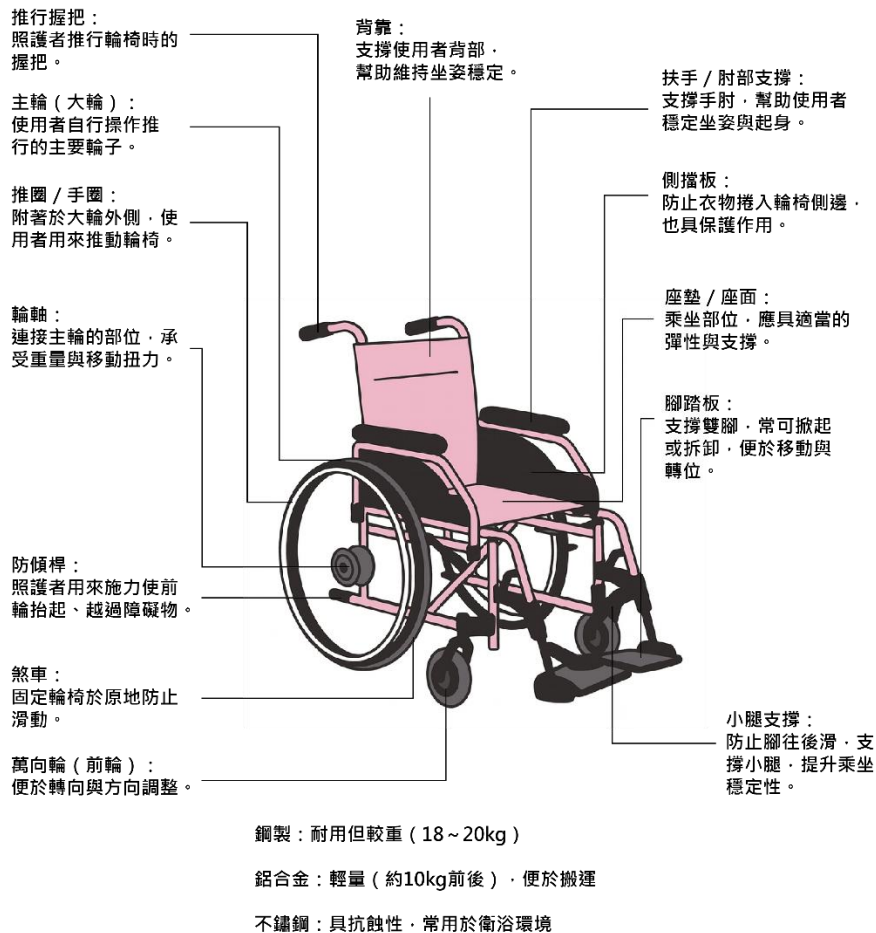 推行握把：
照護者推行輪椅時的
握把。
主輪（大輪）：
使用者自行操作推
行的主要輪子。
推圈 / 手圈：
附著於大輪外側，使
用者用來推動輪椅。
輪軸：
連接主輪的部位，承
受重量與移動扭力。
防傾桿：
照護者用來施力使前
輪抬起、越過障礙物。
煞車：
固定輪椅於原地防止
滑動。
萬向輪（前輪）：
便於轉向與方向調整。
背靠：
支撐使用者背部，
幫助維持坐姿穩定。
扶手 / 肘部支撐：
支撐手肘，幫助使用者
穩定坐姿與起身。
側擋板：
防止衣物捲入輪椅側邊，
也具保護作用。
座墊 / 座面：
乘坐部位，應具適當的
彈性與支撐。
腳踏板：
支撐雙腳，常可掀起
或拆卸，便於移動與
轉位。
小腿支撐：
防止腳往後滑，支
撐小腿，提升乘坐
穩定性。
鋼製：耐用但較重（18～20kg）
鋁合金：輕量（約10kg前後），便於搬運
不鏽鋼：具抗蝕性，常用於衛浴環境